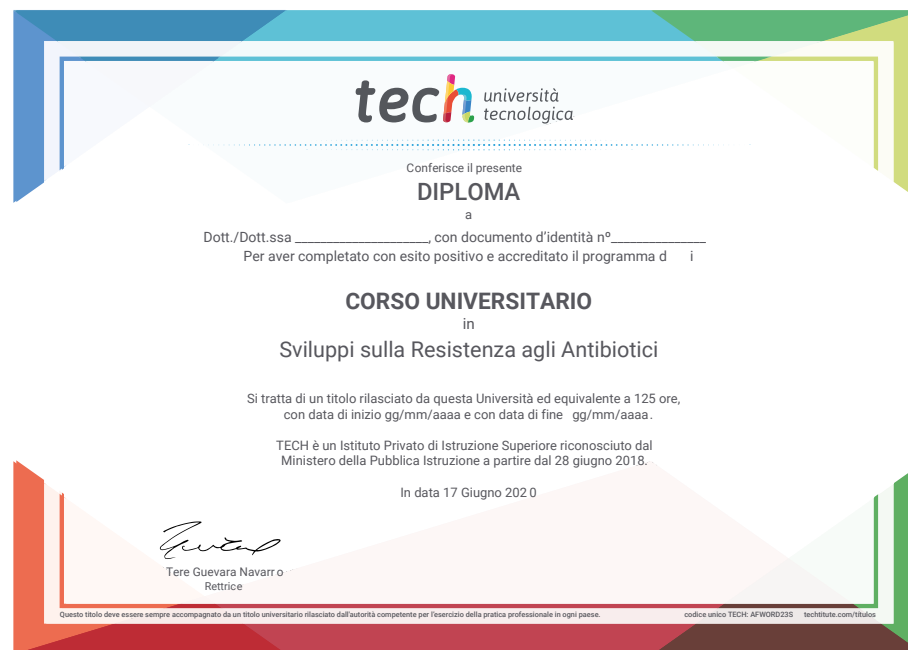 tech università
tecnologica
Conferisce il presente
DIPLOMA
a
Dott./Dott.ssa ____________________, con documento d'identità nº______________
Per aver completato con esito positivo e accreditato il programma d i
CORSO UNIVERSITARIO
in
Sviluppi sulla Resistenza agli Antibiotici
Si tratta di un titolo rilasciato da questa Università ed equivalente a 125 ore,
con data di inizio gg/mm/aaaa e con data di fine gg/mm/aaaa.
TECH è un Istituto Privato di Istruzione Superiore riconosciuto dal
Ministero della Pubblica Istruzione a partire dal 28 giugno 2018.
In data 17 Giugno 2020
Tere Guevara Navarro
Rettrice
Questo titolo deve essere sempre accompagnato da un titolo universitario rilasciato dall'autorità competente per l'esercizio della pratica professionale in ogni paese. codice unico TECH: AFWORD23S techtitute.com/títulos